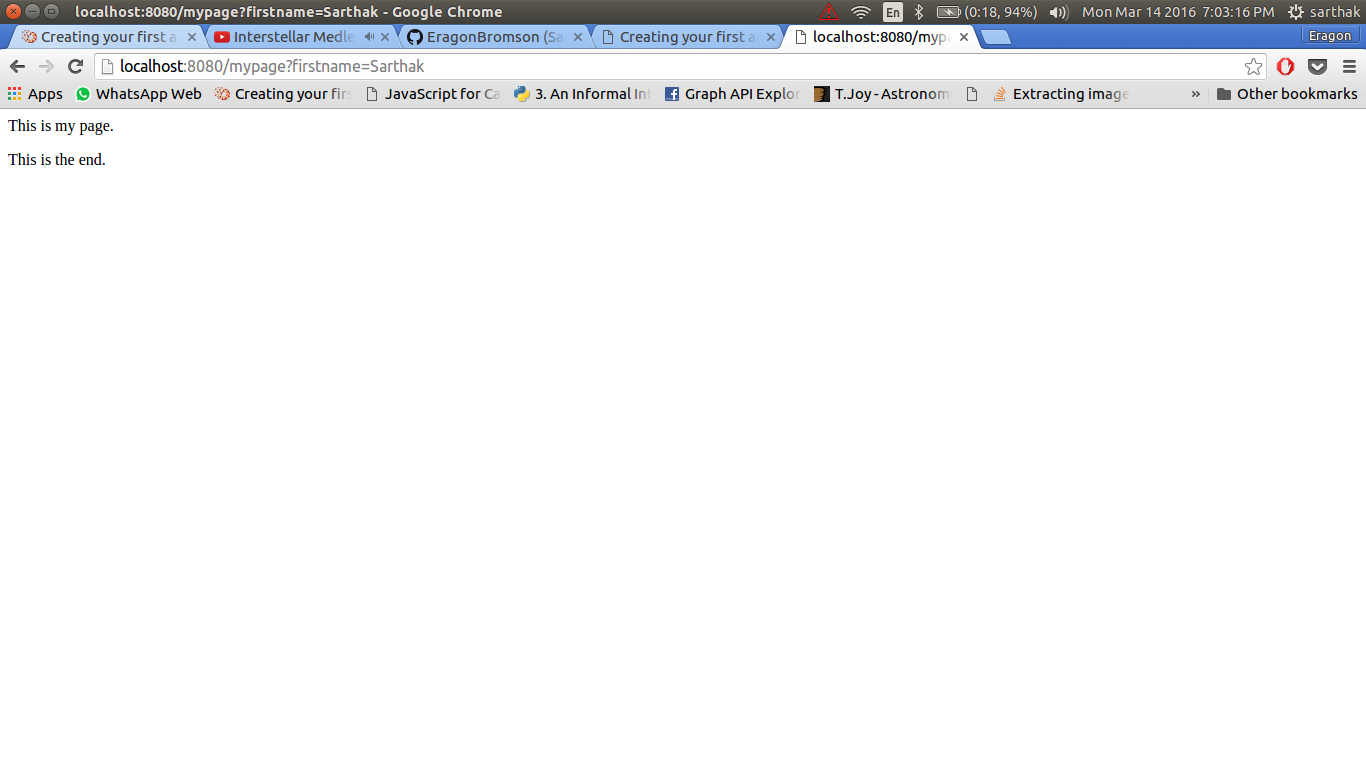 localhost:8080/mypage?firstname=Sarthak - Google Chrome En (0:18, 94%) Mon Mar 14 2016 7:03:16 PM sarthak
Creating your first a Interstellar Medle EragonBromson (Sa Creating your first a localhost:8080/myp Eragon
localhost:8080/mypage?firstname=Sarthak
Apps WhatsApp Web Creating your firs JavaScript for Ca 3. An Informal Int Graph API Explor T.Joy - Astronom Extracting image » Other bookmarks
This is my page.
This is the end.